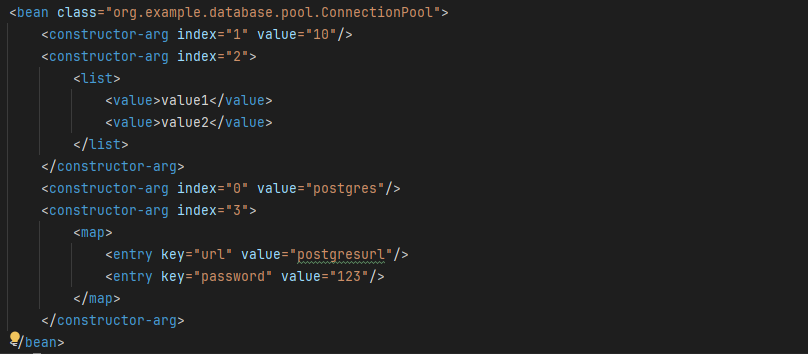 <bean class="org.example.database.pool.ConnectionPool">
    <constructor-arg index="1" value="10"/>
    <constructor-arg index="2">
        <list>
            <value>value1</value>
            <value>value2</value>
        </list>
    </constructor-arg>
    <constructor-arg index="0" value="postgres"/>
    <constructor-arg index="3">
        <map>
            <entry key="url" value="postgresurl"/>
            <entry key="password" value="123"/>
        </map>
    </constructor-arg>
</bean>